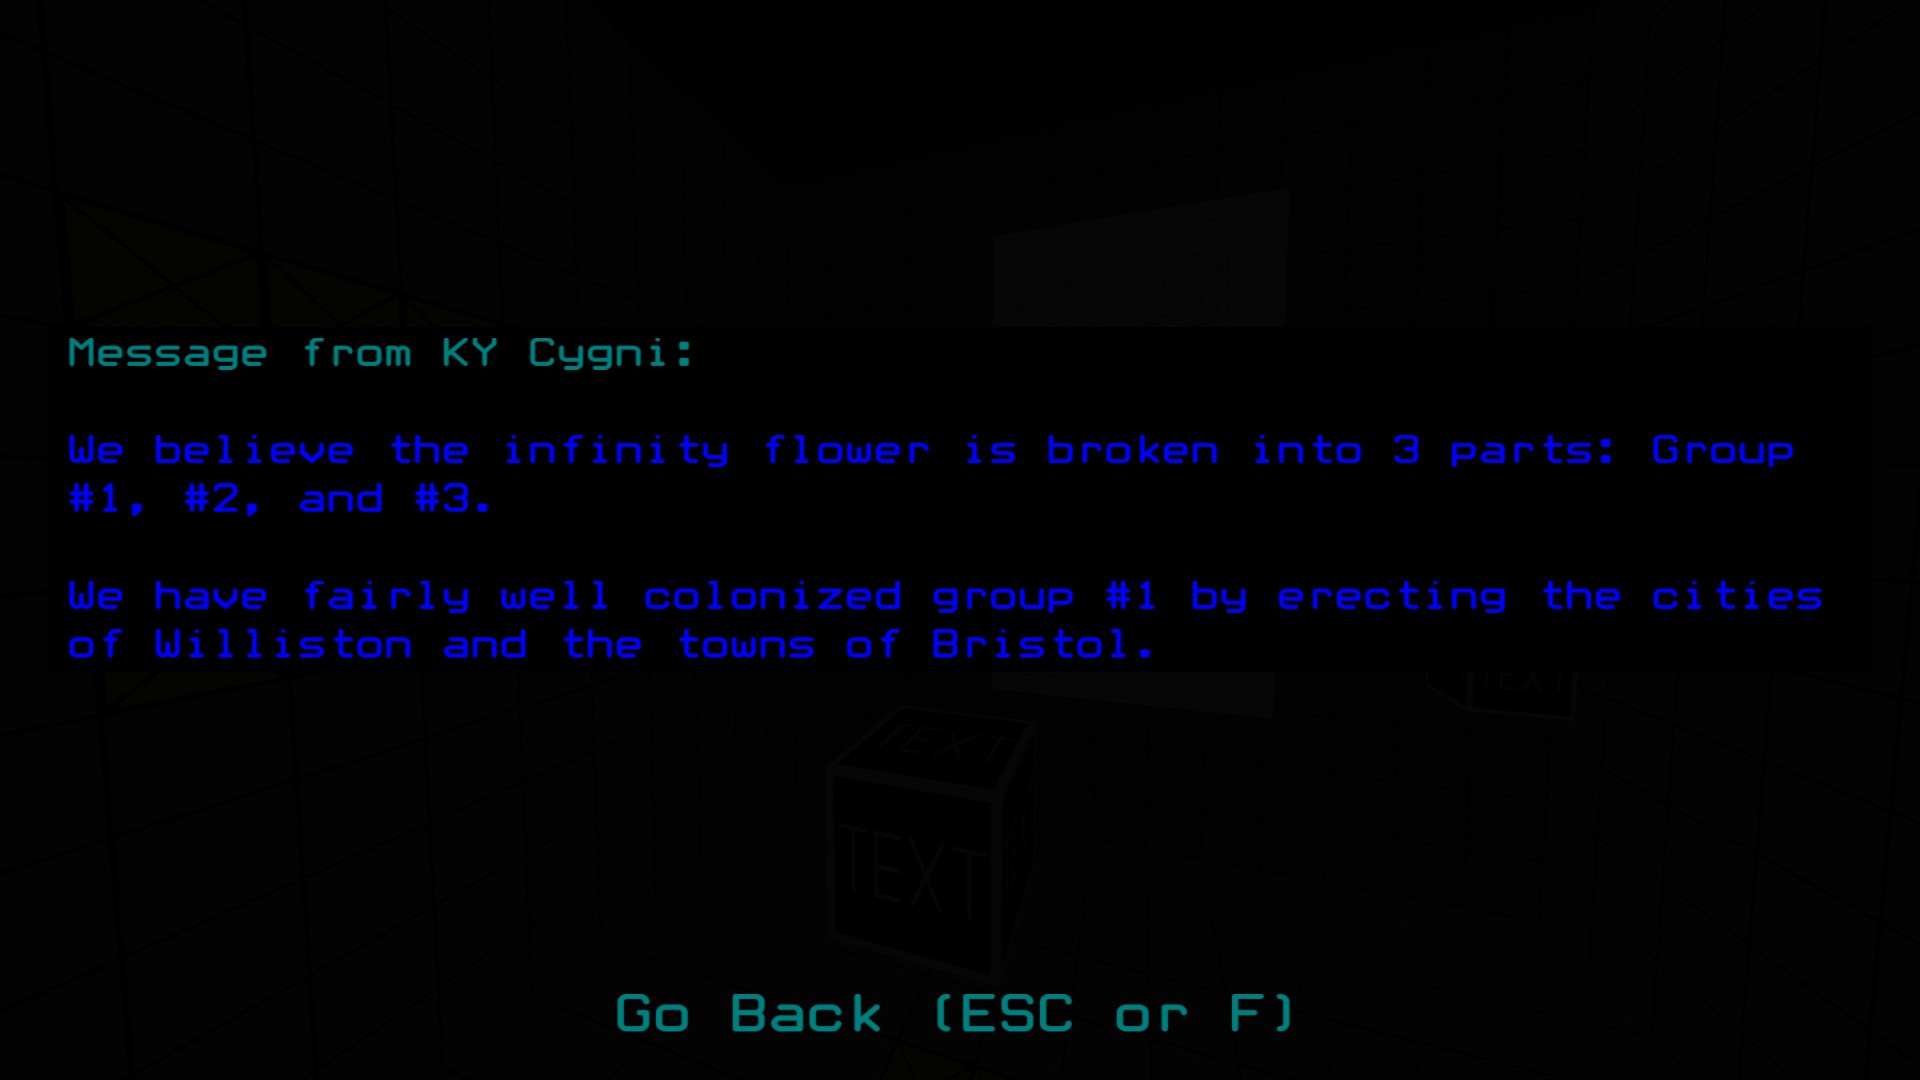 Message from KY Cygni:
We believe the infinity flower is broken into 3 parts: Group
#1, #2, and #3.
We have fairly well colonized group #1 by erecting the cities
of Williston and the towns of Bristol.
TEXT
TEXT
TEXT
Go Back (ESC or F)